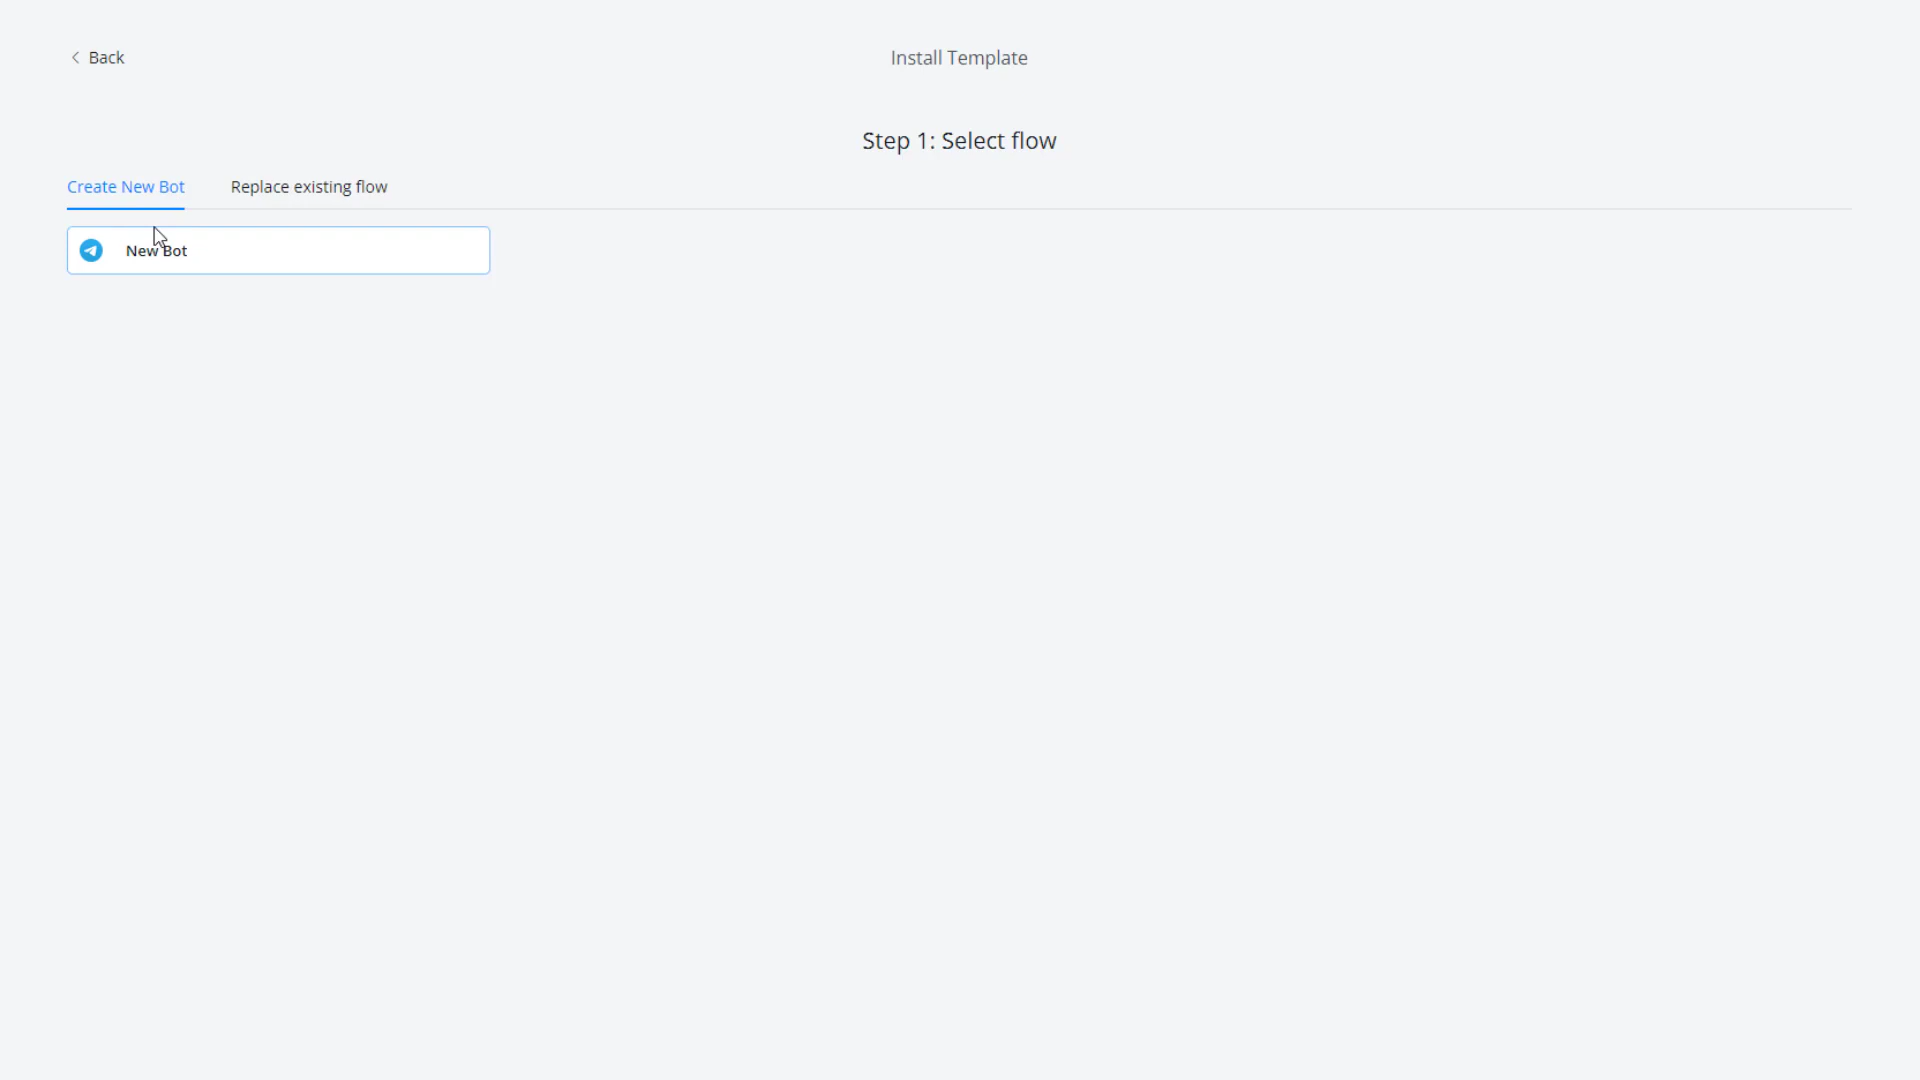 Back
Install Template
Step 1: Select flow
Create New Bot
Replace existing flow
New Bot